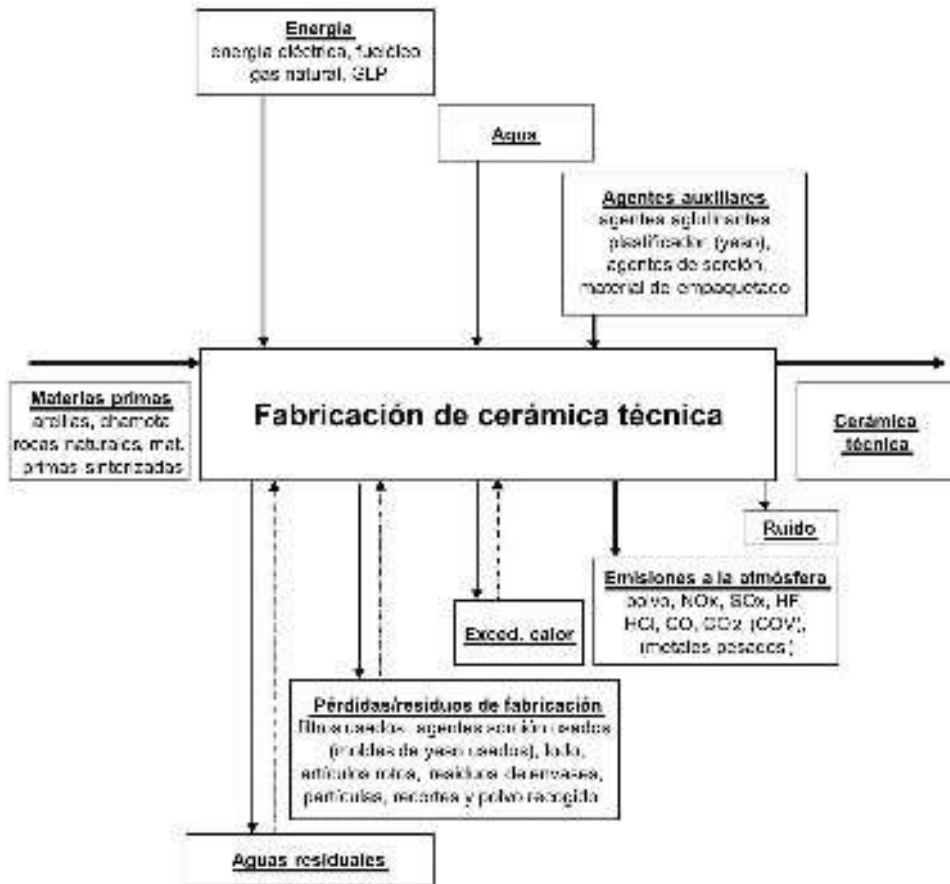 Energía
energía eléctrica, fuelóleo
gas natural, GLP
Agua
Agentes auxiliares
agentes aglutinantes
plastificador (yeso),
agentes de sorción,
material de empaquetado
Materias primas
arcillas, chamota
rocas naturales, mat.
primas sinterizadas
Fabricación de cerámica técnica
Cerámica
técnica
Ruido
Emisiones a la atmósfera
polvo, NOx, SOx, HF
HCl, CO, CO2 (COV),
(metales pesados)
Exced. calor
Pérdidas/residuos de fabricación
filtros usados, agentes sorción usados
(moldes de yeso usados), lodo,
artículos rotos, residuos de envases,
partículas, recortes y polvo recogido
Aguas residuales